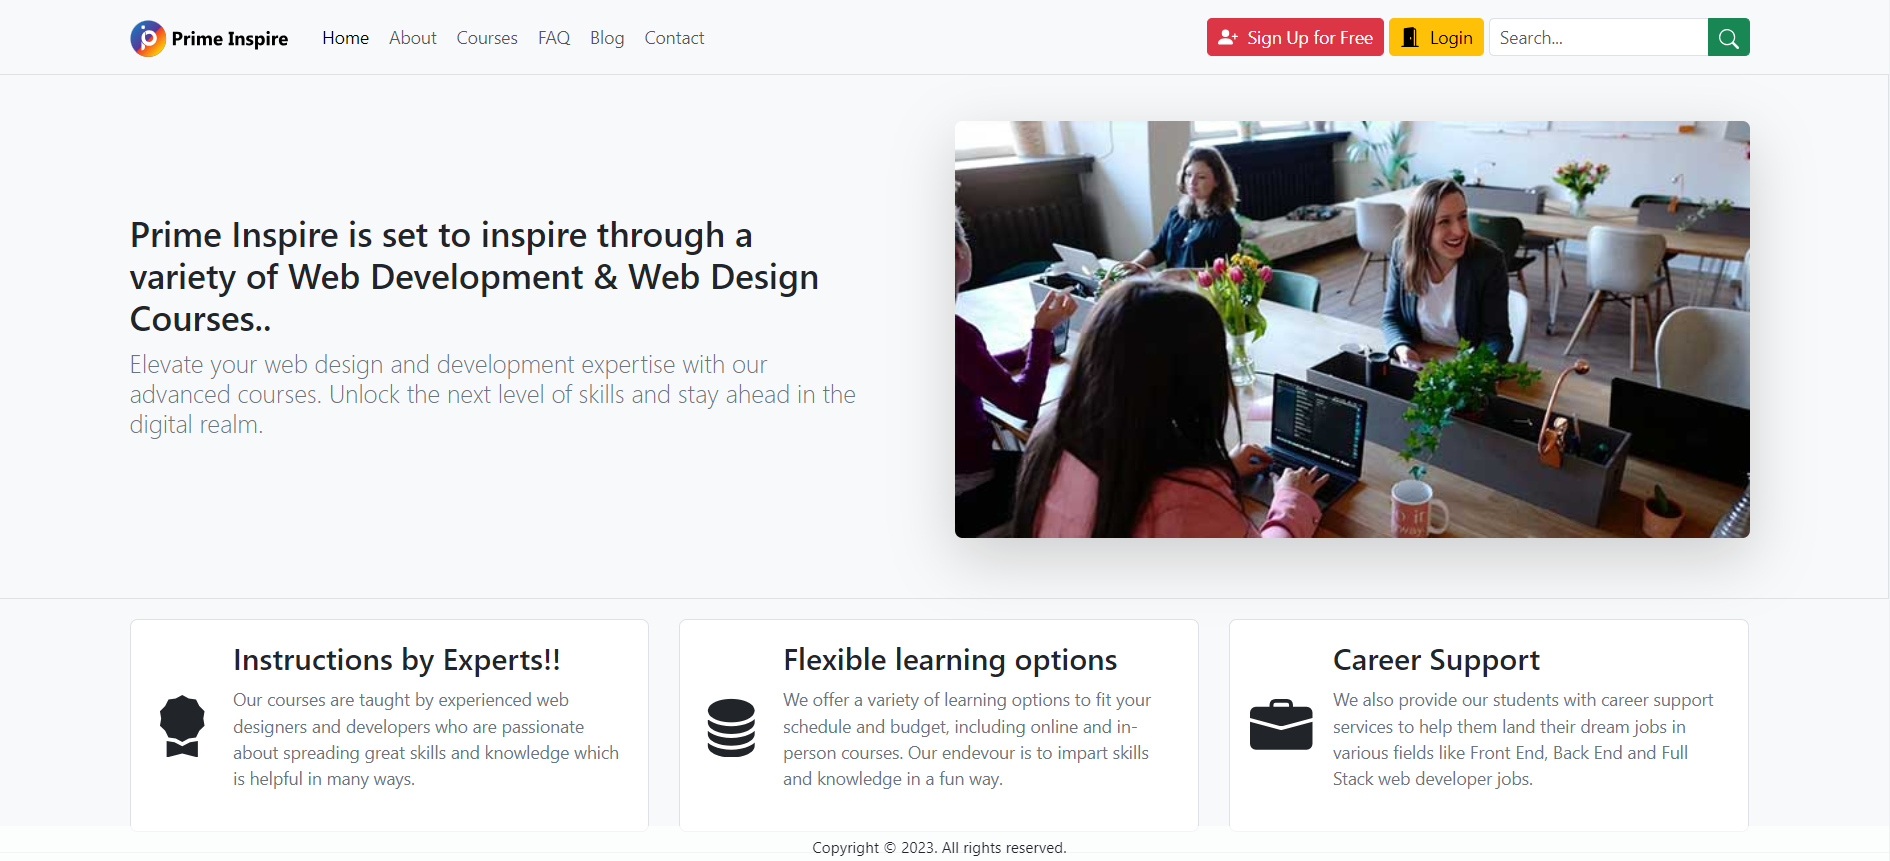 Prime Inspire Home About Courses FAQ Blog Contact Sign Up for Free Login Search...
Prime Inspire is set to inspire through a
variety of Web Development & Web Design
Courses..
Elevate your web design and development expertise with our
advanced courses. Unlock the next level of skills and stay ahead in the
digital realm.
Instructions by Experts!!
Our courses are taught by experienced web
designers and developers who are passionate
about spreading great skills and knowledge which
is helpful in many ways.
Flexible learning options
We offer a variety of learning options to fit your
schedule and budget, including online and in-
person courses. Our endevour is to impart skills
and knowledge in a fun way.
Career Support
We also provide our students with career support
services to help them land their dream jobs in
various fields like Front End, Back End and Full
Stack web developer jobs.
Copyright © 2023. All rights reserved.